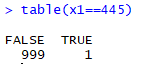 > table(x1==445)
FALSE  TRUE
  999     1